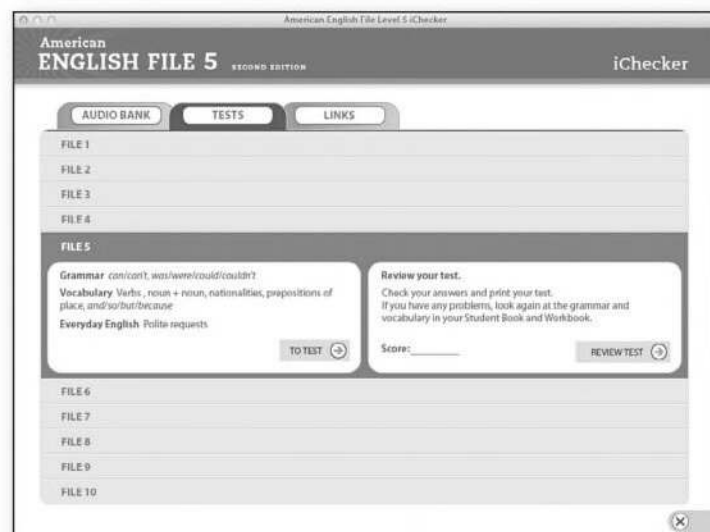 American English File Level 5 iChecker
American
ENGLISH FILE 5 SECOND EDITION
iChecker
AUDIO BANK
TESTS
LINKS
FILE 1
FILE 2
FILE 3
FILE 4
FILE 5
Grammar can/can't, was/were/could/couldn't
Vocabulary Verbs, noun + noun, nationalities, prepositions of
place, and/so/but/because
Everyday English Polite requests
TO TEST
Review your test.
Check your answers and print your test.
If you have any problems, look again at the grammar and
vocabulary in your Student Book and Workbook.
Score:________
REVIEW TEST
FILE 6
FILE 7
FILE 8
FILE 9
FILE 10